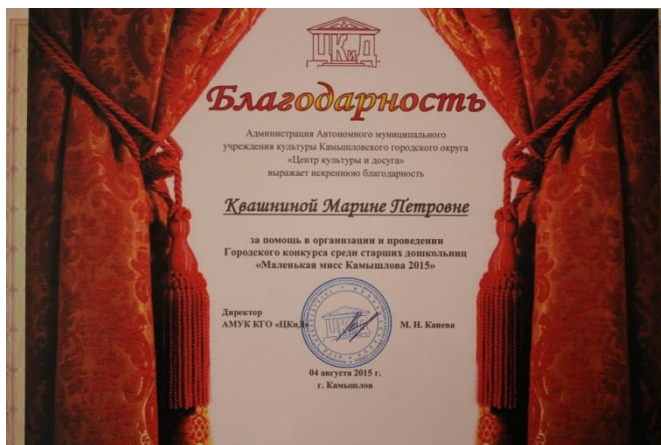 ЦКиД
Благодарность
Администрация Автономного муниципального
учреждения культуры Камышловского городского округа
«Центр культуры и досуга»
выражает искреннюю благодарность
Квашниной Марине Петровне
за помощь в организации и проведении
Городского конкурса среди старших дошкольниц
«Маленькая мисс Камышлова 2015»
Директор
АМУК КГО «ЦКиД» М. Н. Канева
04 августа 2015 г.
г. Камышлов